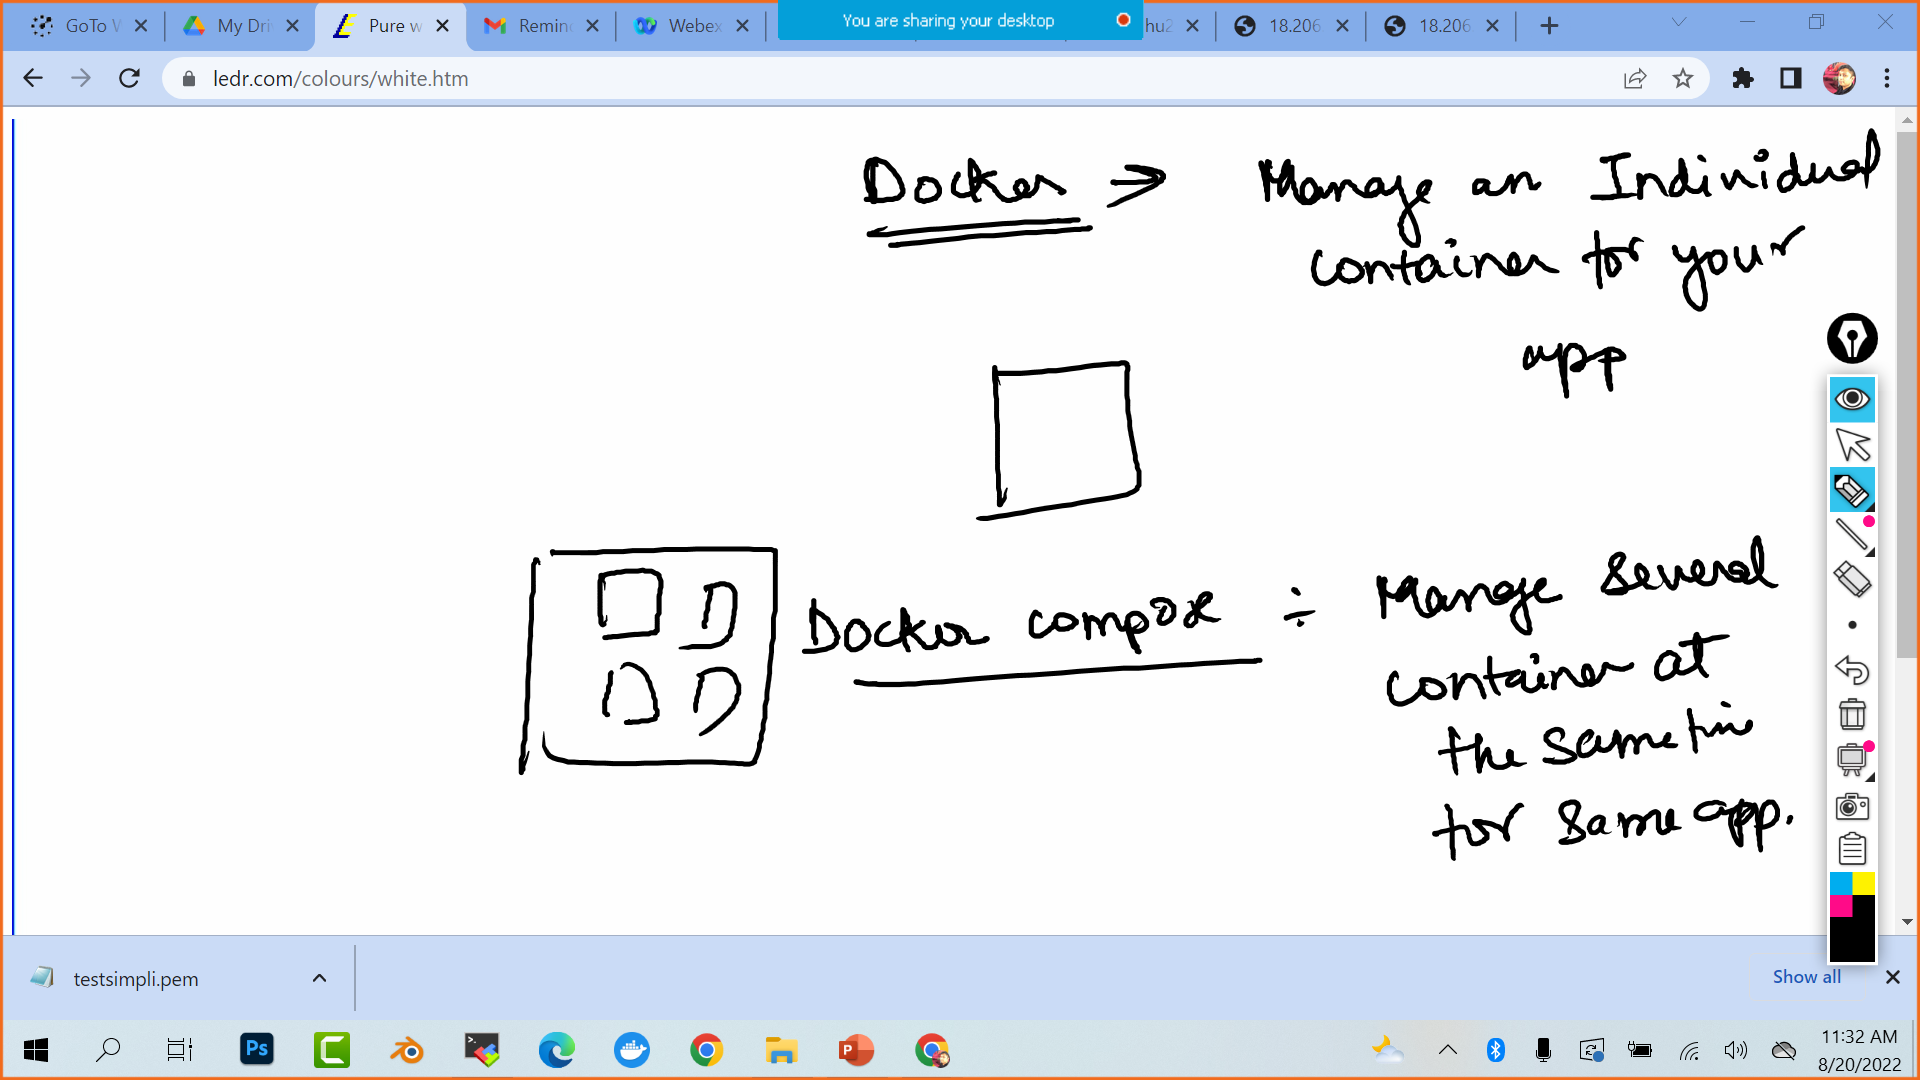 GoTo W
My Dri
Pure w
Remin
Webex
You are sharing your desktop
hu2
18.206
18.206
ledr.com/colours/white.htm
Docker → Manage an Individual
container for your
app
Docker compose ÷ Manage Several
container at
the same time
for same app.
testsimpli.pem
Show all
Ps
C
P
11:32 AM
8/20/2022